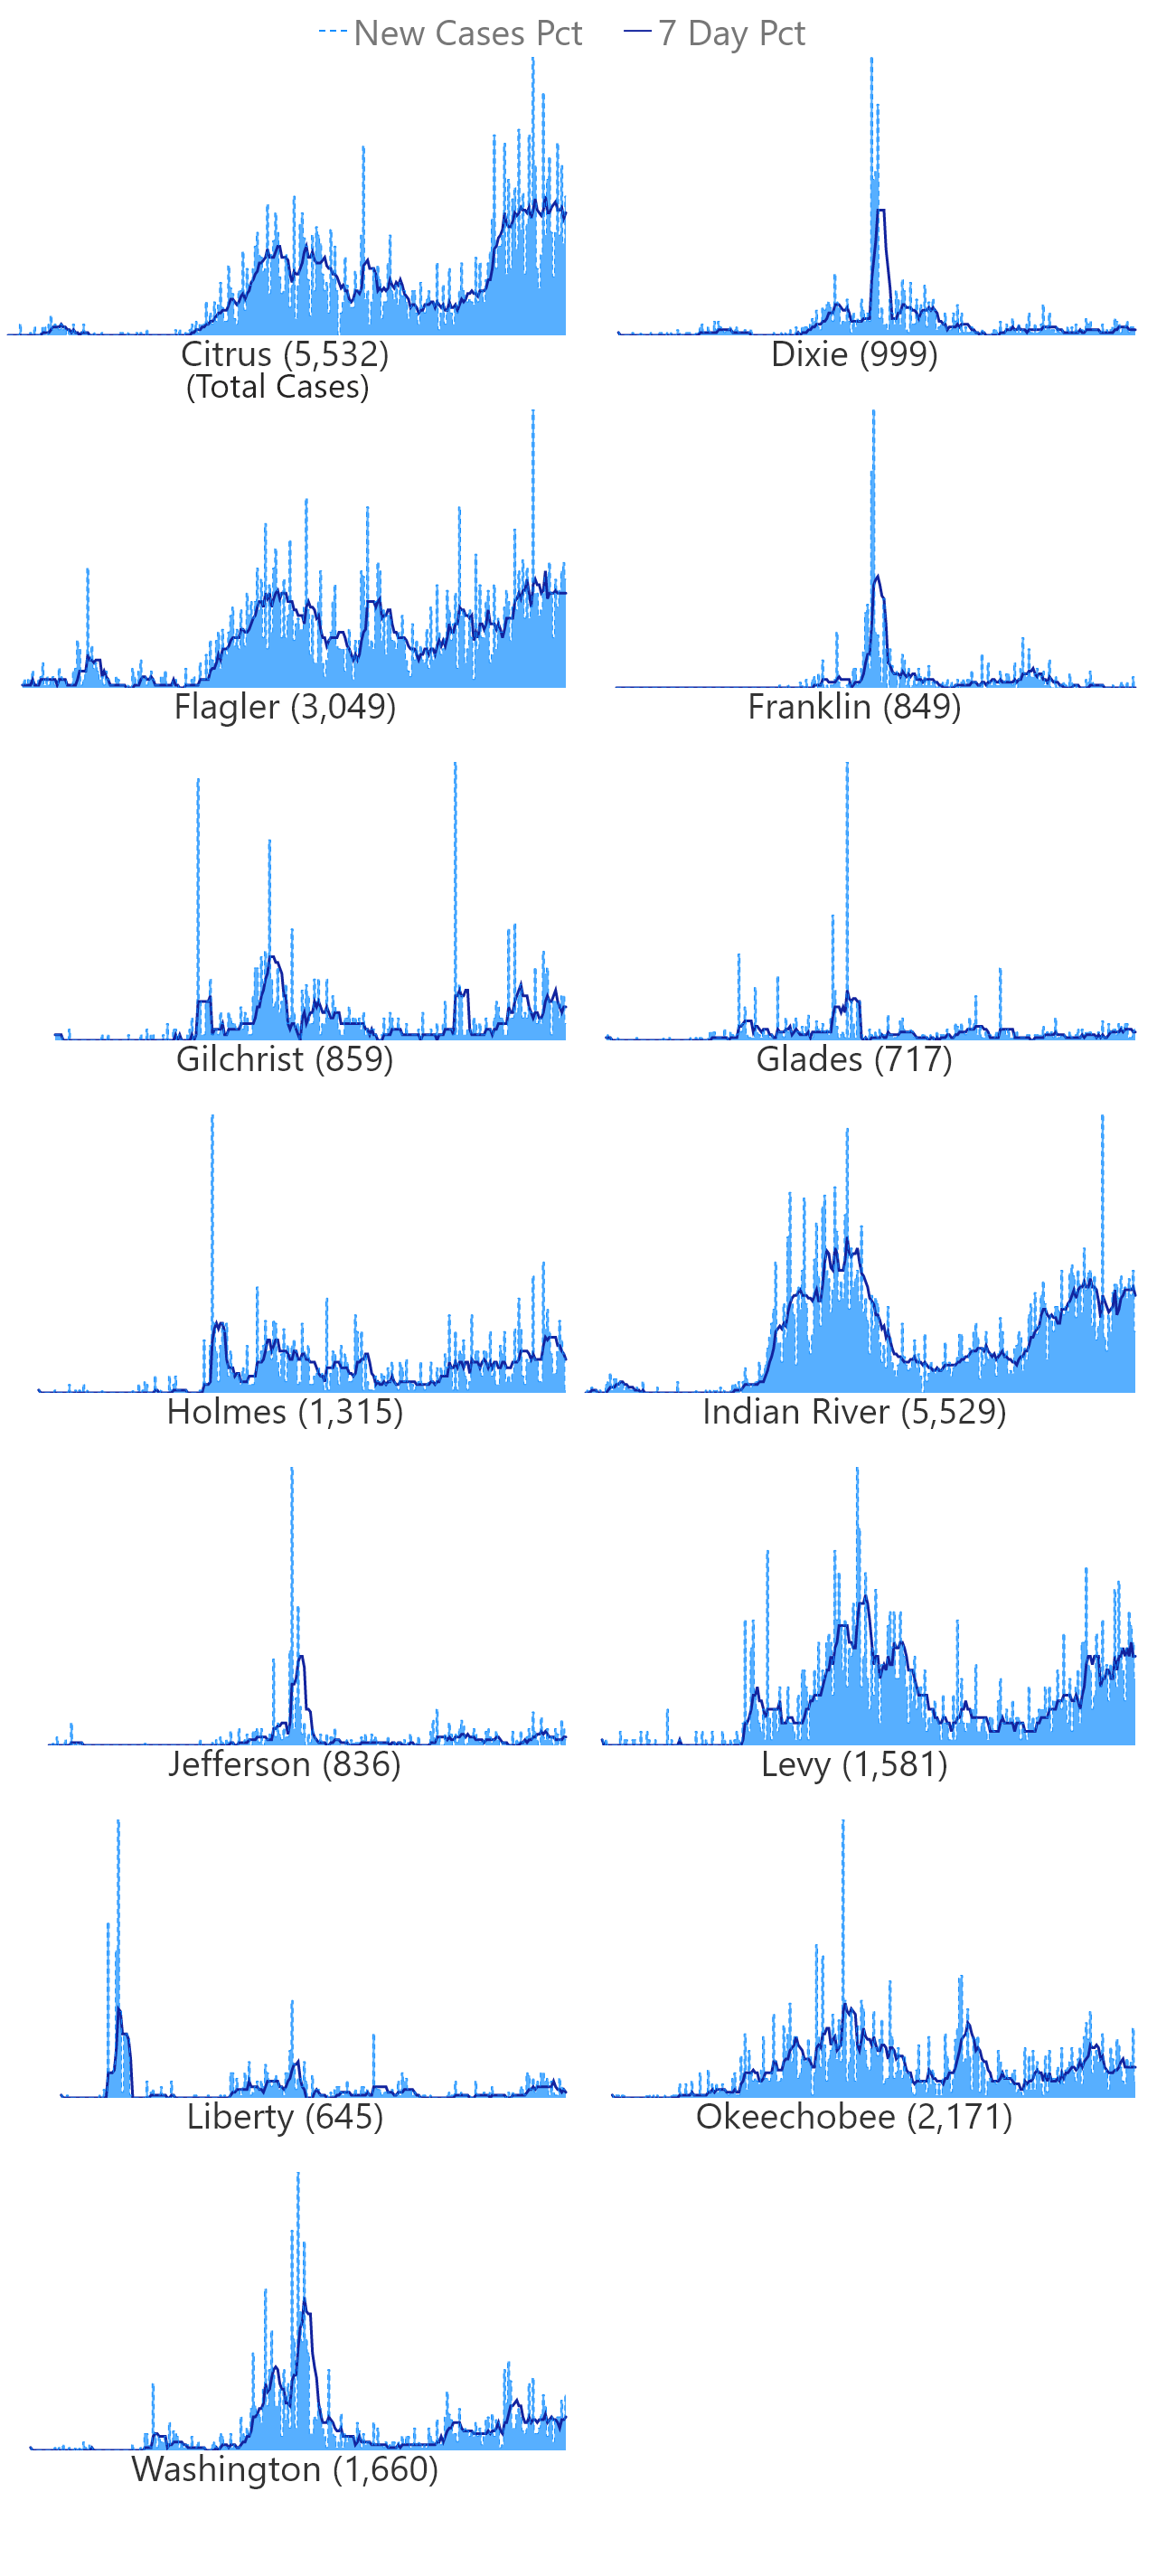 New Cases Pct 7 Day Pct
Citrus (5,532) Dixie (999)
(Total Cases)
Flagler (3,049) Franklin (849)
Gilchrist (859) Glades (717)
Holmes (1,315) Indian River (5,529)
Jefferson (836) Levy (1,581)
Liberty (645) Okeechobee (2,171)
Washington (1,660)